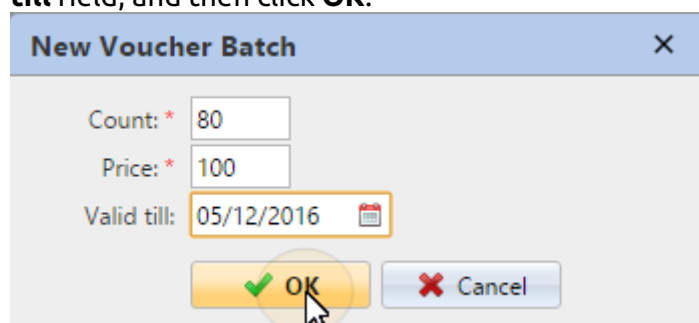 till field, and then click OK.
New Voucher Batch
Count: * 80
Price: * 100
Valid till: 05/12/2016
OK Cancel